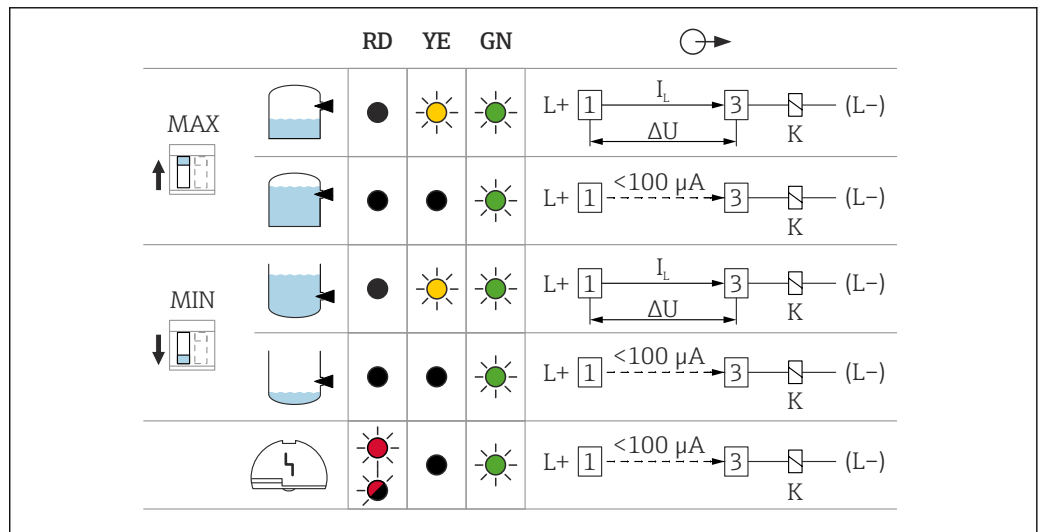 RD YE GN
MAX
L+ 1 I_L 3 (L-)
ΔU K
L+ 1 <100 µA 3 (L-)
K
MIN
L+ 1 I_L 3 (L-)
ΔU K
L+ 1 <100 µA 3 (L-)
K
L+ 1 <100 µA 3 (L-)
K